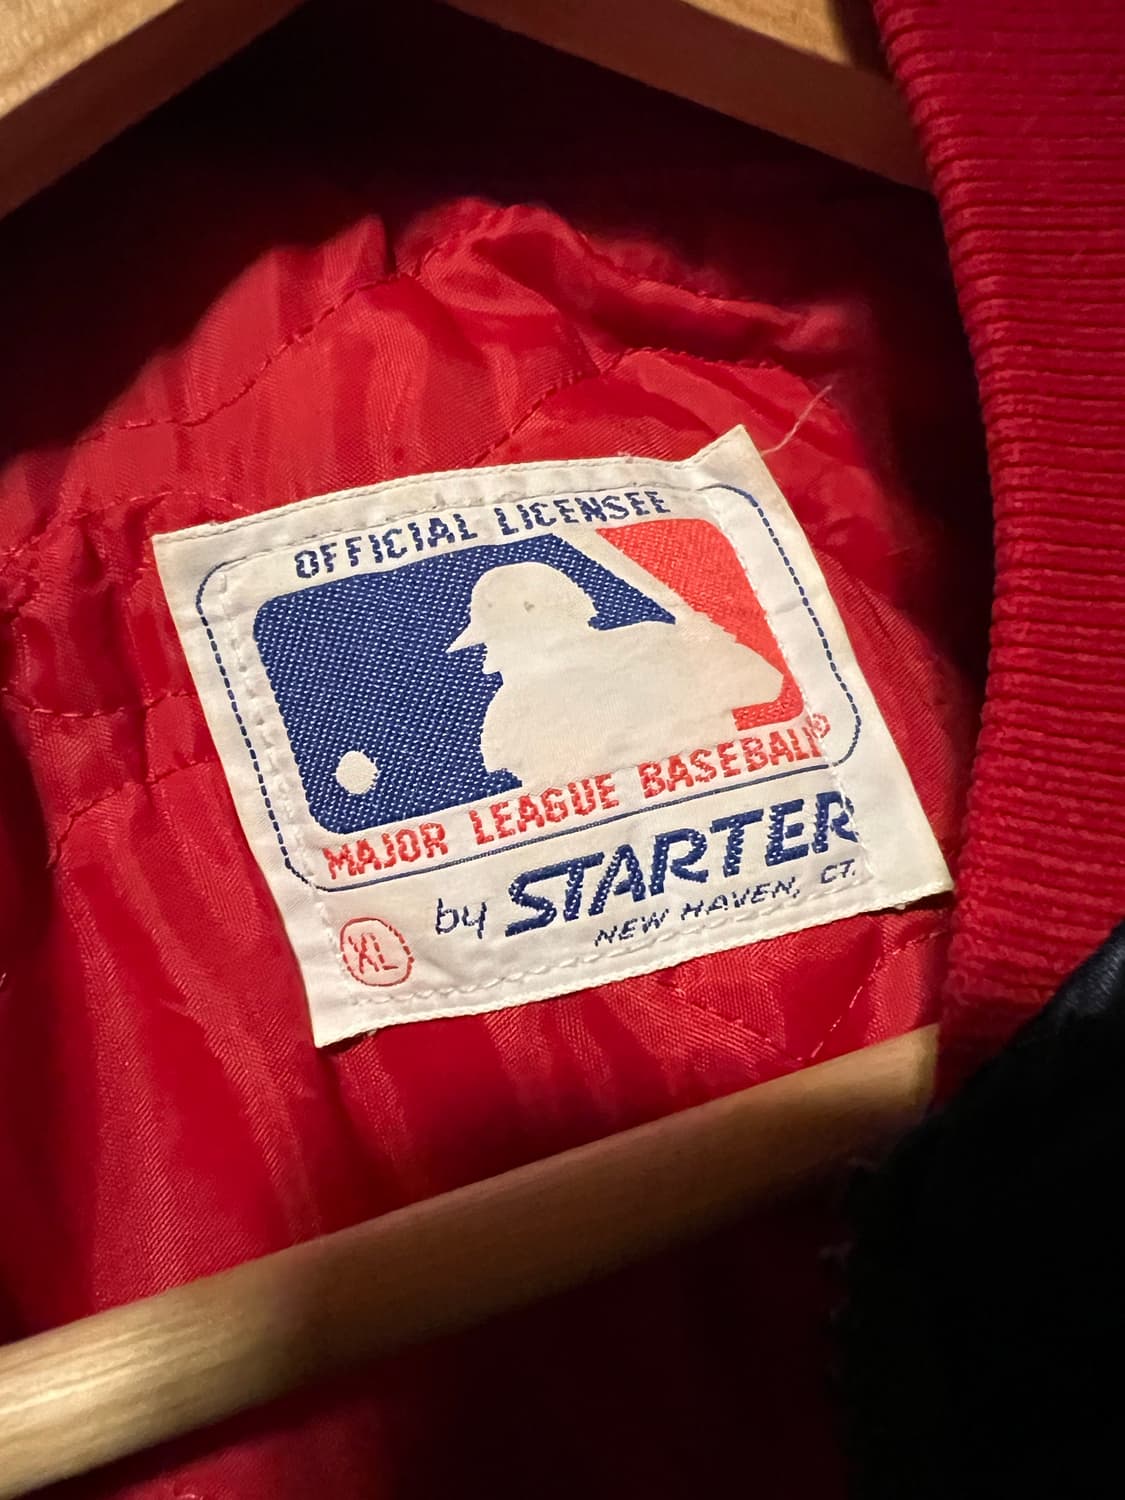 OFFICIAL LICENSEE
MAJOR LEAGUE BASEBALL®
by STARTER
NEW HAVEN, CT.
XL